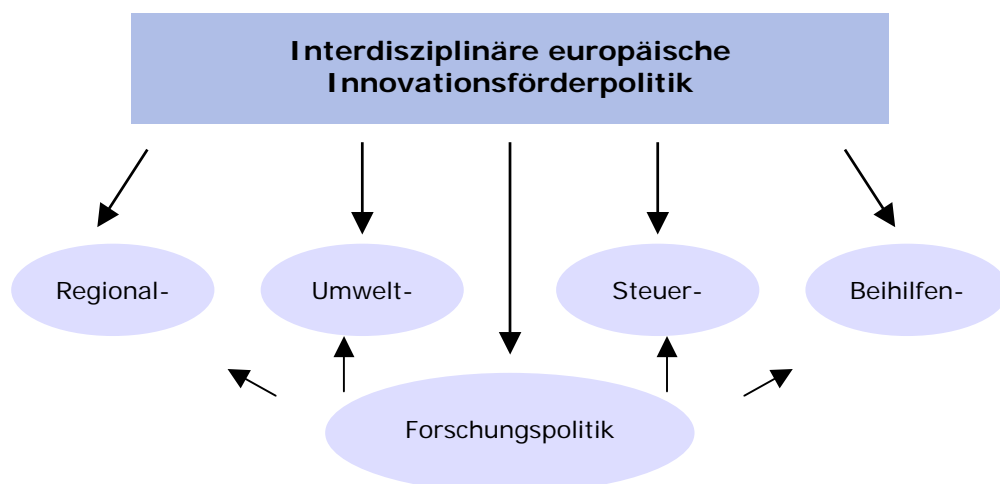 Interdisziplinäre europäische
Innovationsförderpolitik
Regional-
Umwelt-
Steuer-
Beihilfen-
Forschungspolitik